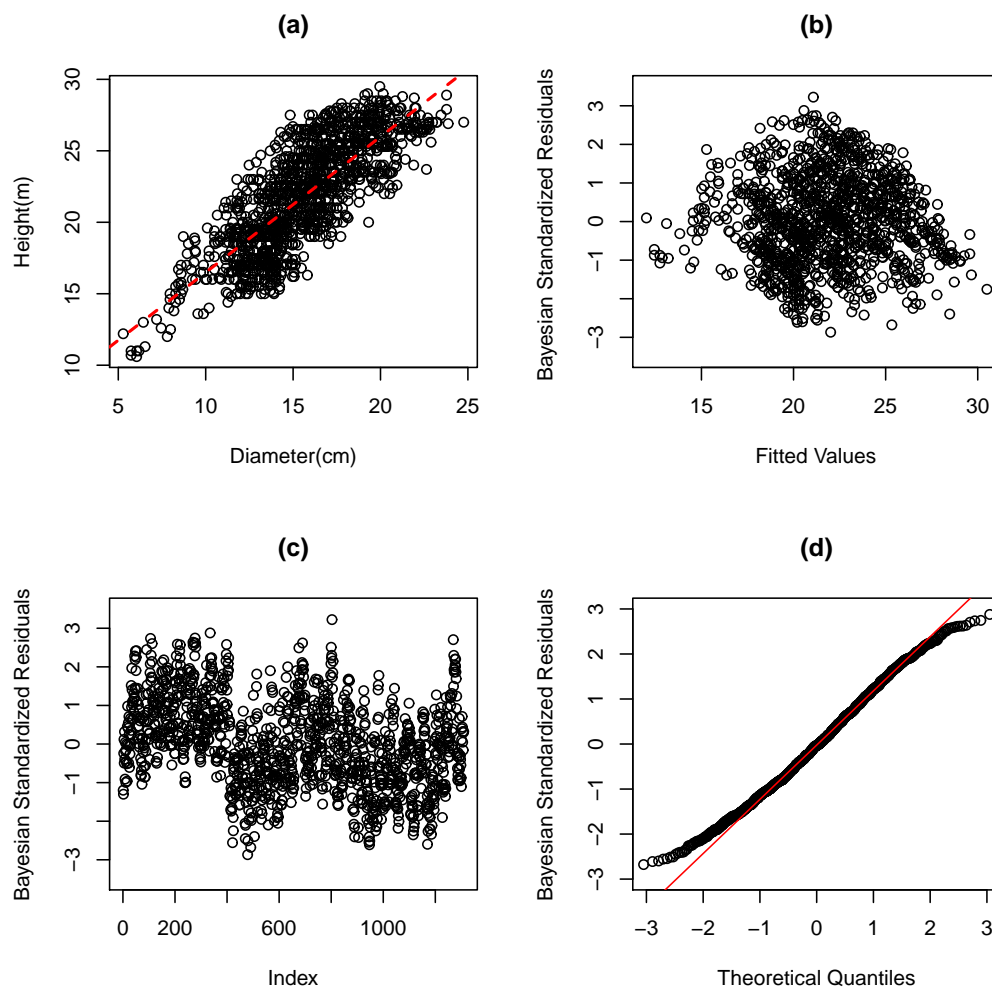 (a)
Height(m)
30
25
20
15
10
5 10 15 20 25
Diameter(cm)
(b)
Bayesian Standardized Residuals
3
2
1
0
−1
−3
15 20 25 30
Fitted Values
(c)
Bayesian Standardized Residuals
3
2
1
0
−1
−3
0 200 600 1000
Index
(d)
Bayesian Standardized Residuals
3
2
1
0
−1
−2
−3
−3 −2 −1 0 1 2 3
Theoretical Quantiles